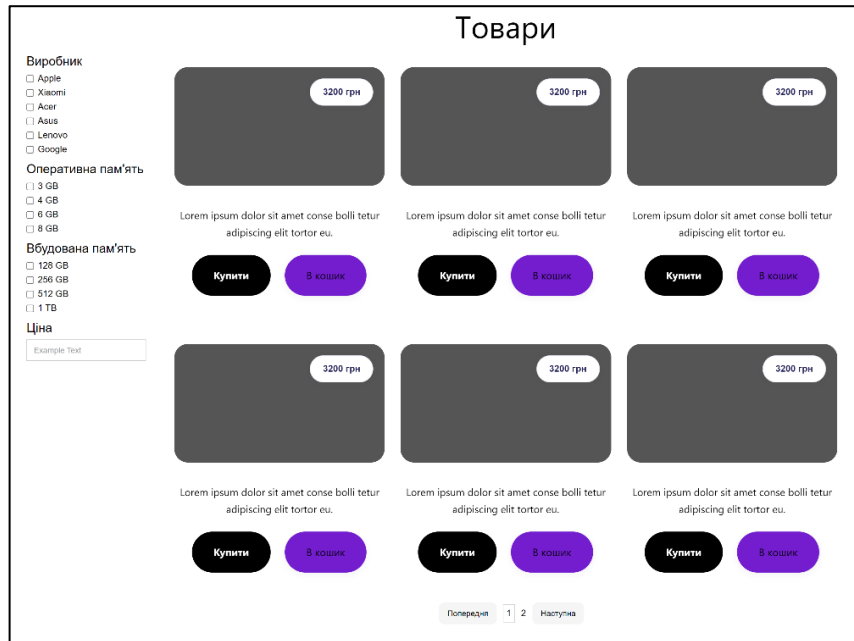 Товари
Виробник
Apple
Xiaomi
Acer
Asus
Lenovo
Google
Оперативна пам'ять
3 GB
4 GB
6 GB
8 GB
Вбудована пам'ять
128 GB
256 GB
512 GB
1 TB
Ціна
Example Text
3200 грн
3200 грн
3200 грн
Lorem ipsum dolor sit amet conse bolli tetur
adipiscing elit tortor eu.
Lorem ipsum dolor sit amet conse bolli tetur
adipiscing elit tortor eu.
Lorem ipsum dolor sit amet conse bolli tetur
adipiscing elit tortor eu.
Купити В кошик
Купити В кошик
Купити В кошик
3200 грн
3200 грн
3200 грн
Lorem ipsum dolor sit amet conse bolli tetur
adipiscing elit tortor eu.
Lorem ipsum dolor sit amet conse bolli tetur
adipiscing elit tortor eu.
Lorem ipsum dolor sit amet conse bolli tetur
adipiscing elit tortor eu.
Купити В кошик
Купити В кошик
Купити В кошик
Попередня 1 2 Наступна